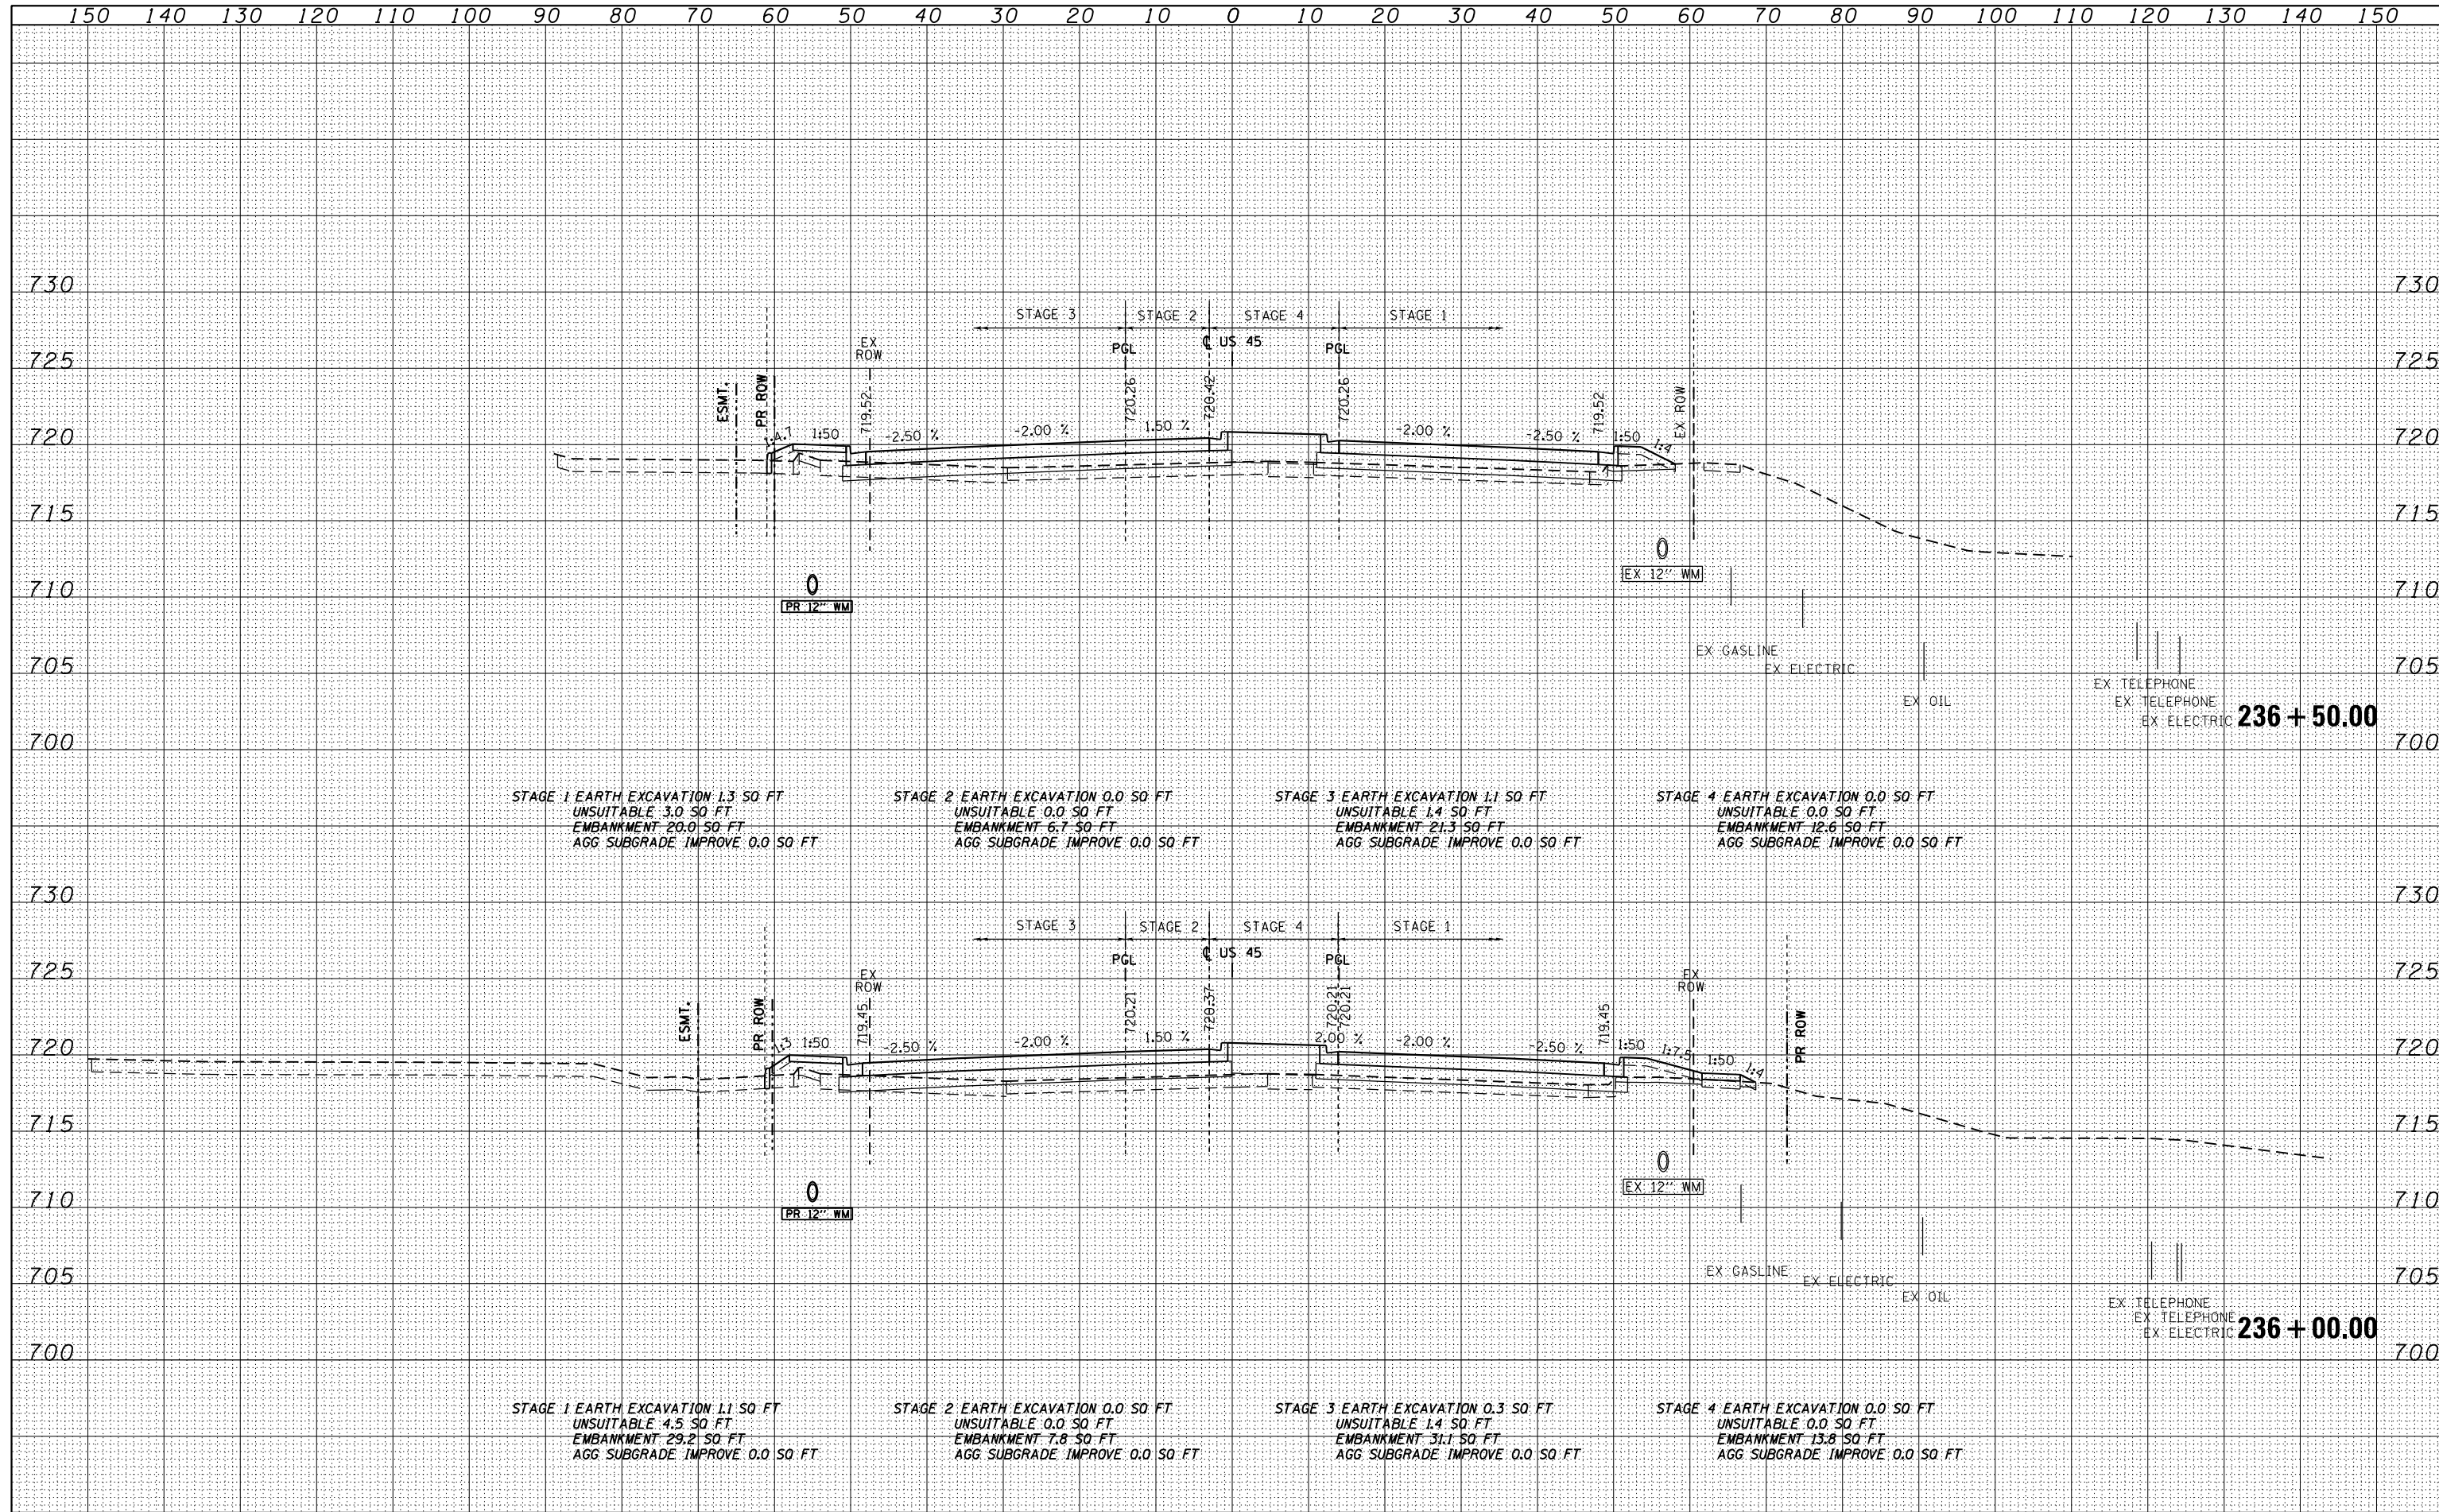 150 140 130 120 110 100 90 80 70 60 50 40 30 20 10 0 10 20 30 40 50 60 70 80 90 100 110 120 130 140 150
730 730
STAGE 3 STAGE 2 STAGE 4 STAGE 1
EX
ROW
PGL ℄ US 45 PGL
725 725
ESMT. PR ROW 719.52 720.26 720.42 720.26 719.52 EX ROW
720 1:4.7 1:50 -2.50 % -2.00 % 1.50 % -2.00 % -2.50 % 1:50 1:4 720
715 715
EX 12'' WM
710 710
PR 12'' WM
EX GASLINE
705 EX ELECTRIC 705
EX TELEPHONE
EX OIL EX TELEPHONE
EX ELECTRIC 236 + 50.00
700 700
STAGE 1 EARTH EXCAVATION 1.3 SQ FT
UNSUITABLE 3.0 SQ FT
EMBANKMENT 20.0 SQ FT
AGG SUBGRADE IMPROVE 0.0 SQ FT
STAGE 2 EARTH EXCAVATION 0.0 SQ FT
UNSUITABLE 0.0 SQ FT
EMBANKMENT 6.7 SQ FT
AGG SUBGRADE IMPROVE 0.0 SQ FT
STAGE 3 EARTH EXCAVATION 1.1 SQ FT
UNSUITABLE 1.4 SQ FT
EMBANKMENT 21.3 SQ FT
AGG SUBGRADE IMPROVE 0.0 SQ FT
STAGE 4 EARTH EXCAVATION 0.0 SQ FT
UNSUITABLE 0.0 SQ FT
EMBANKMENT 12.6 SQ FT
AGG SUBGRADE IMPROVE 0.0 SQ FT
730 730
STAGE 3 STAGE 2 STAGE 4 STAGE 1
℄ US 45
PGL PGL
725 EX
ROW EX
ROW 725
ESMT. PR ROW 719.45 720.21 720.37 720.21 720.21 719.45 PR ROW
720 1:3 1:50 -2.50 % -2.00 % 1.50 % 2.00 % -2.00 % -2.50 % 1:50 1:7.5 1:50 1:4 720
715 715
EX 12'' WM
710 710
PR 12'' WM
EX GASLINE
705 EX ELECTRIC 705
EX OIL EX TELEPHONE
EX TELEPHONE
EX ELECTRIC 236 + 00.00
700 700
STAGE 1 EARTH EXCAVATION 1.1 SQ FT
UNSUITABLE 4.5 SQ FT
EMBANKMENT 29.2 SQ FT
AGG SUBGRADE IMPROVE 0.0 SQ FT
STAGE 2 EARTH EXCAVATION 0.0 SQ FT
UNSUITABLE 0.0 SQ FT
EMBANKMENT 7.8 SQ FT
AGG SUBGRADE IMPROVE 0.0 SQ FT
STAGE 3 EARTH EXCAVATION 0.3 SQ FT
UNSUITABLE 1.4 SQ FT
EMBANKMENT 31.1 SQ FT
AGG SUBGRADE IMPROVE 0.0 SQ FT
STAGE 4 EARTH EXCAVATION 0.0 SQ FT
UNSUITABLE 0.0 SQ FT
EMBANKMENT 13.8 SQ FT
AGG SUBGRADE IMPROVE 0.0 SQ FT